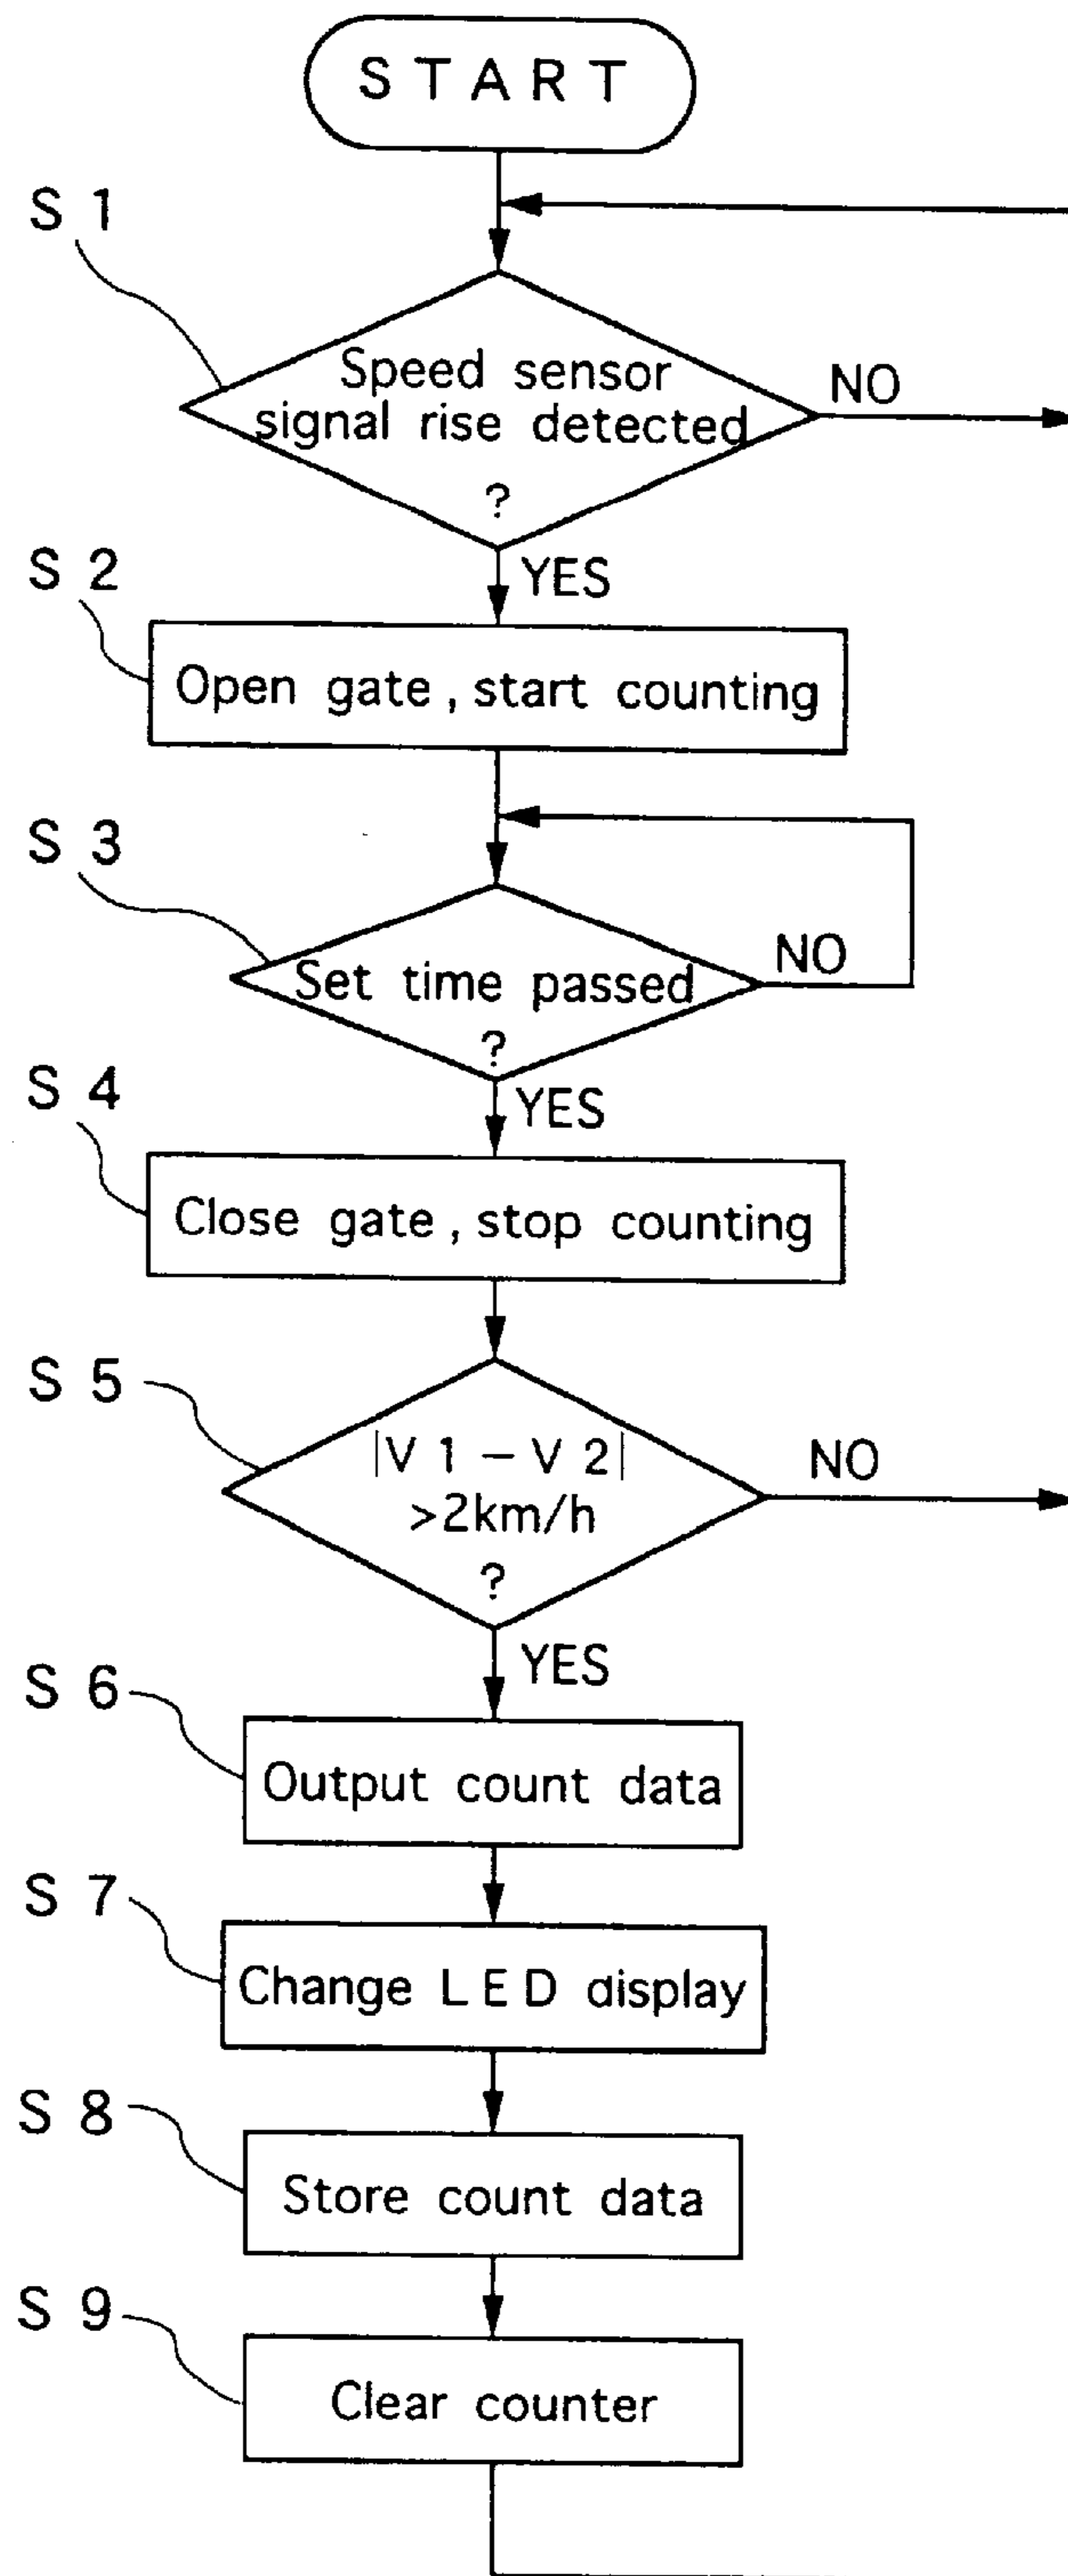 START
S 1
Speed sensor
signal rise detected
?
NO
YES
S 2
Open gate, start counting
S 3
Set time passed
?
NO
YES
S 4
Close gate, stop counting
S 5
|V 1 − V 2|
>2km/h
?
NO
YES
S 6
Output count data
S 7
Change LED display
S 8
Store count data
S 9
Clear counter